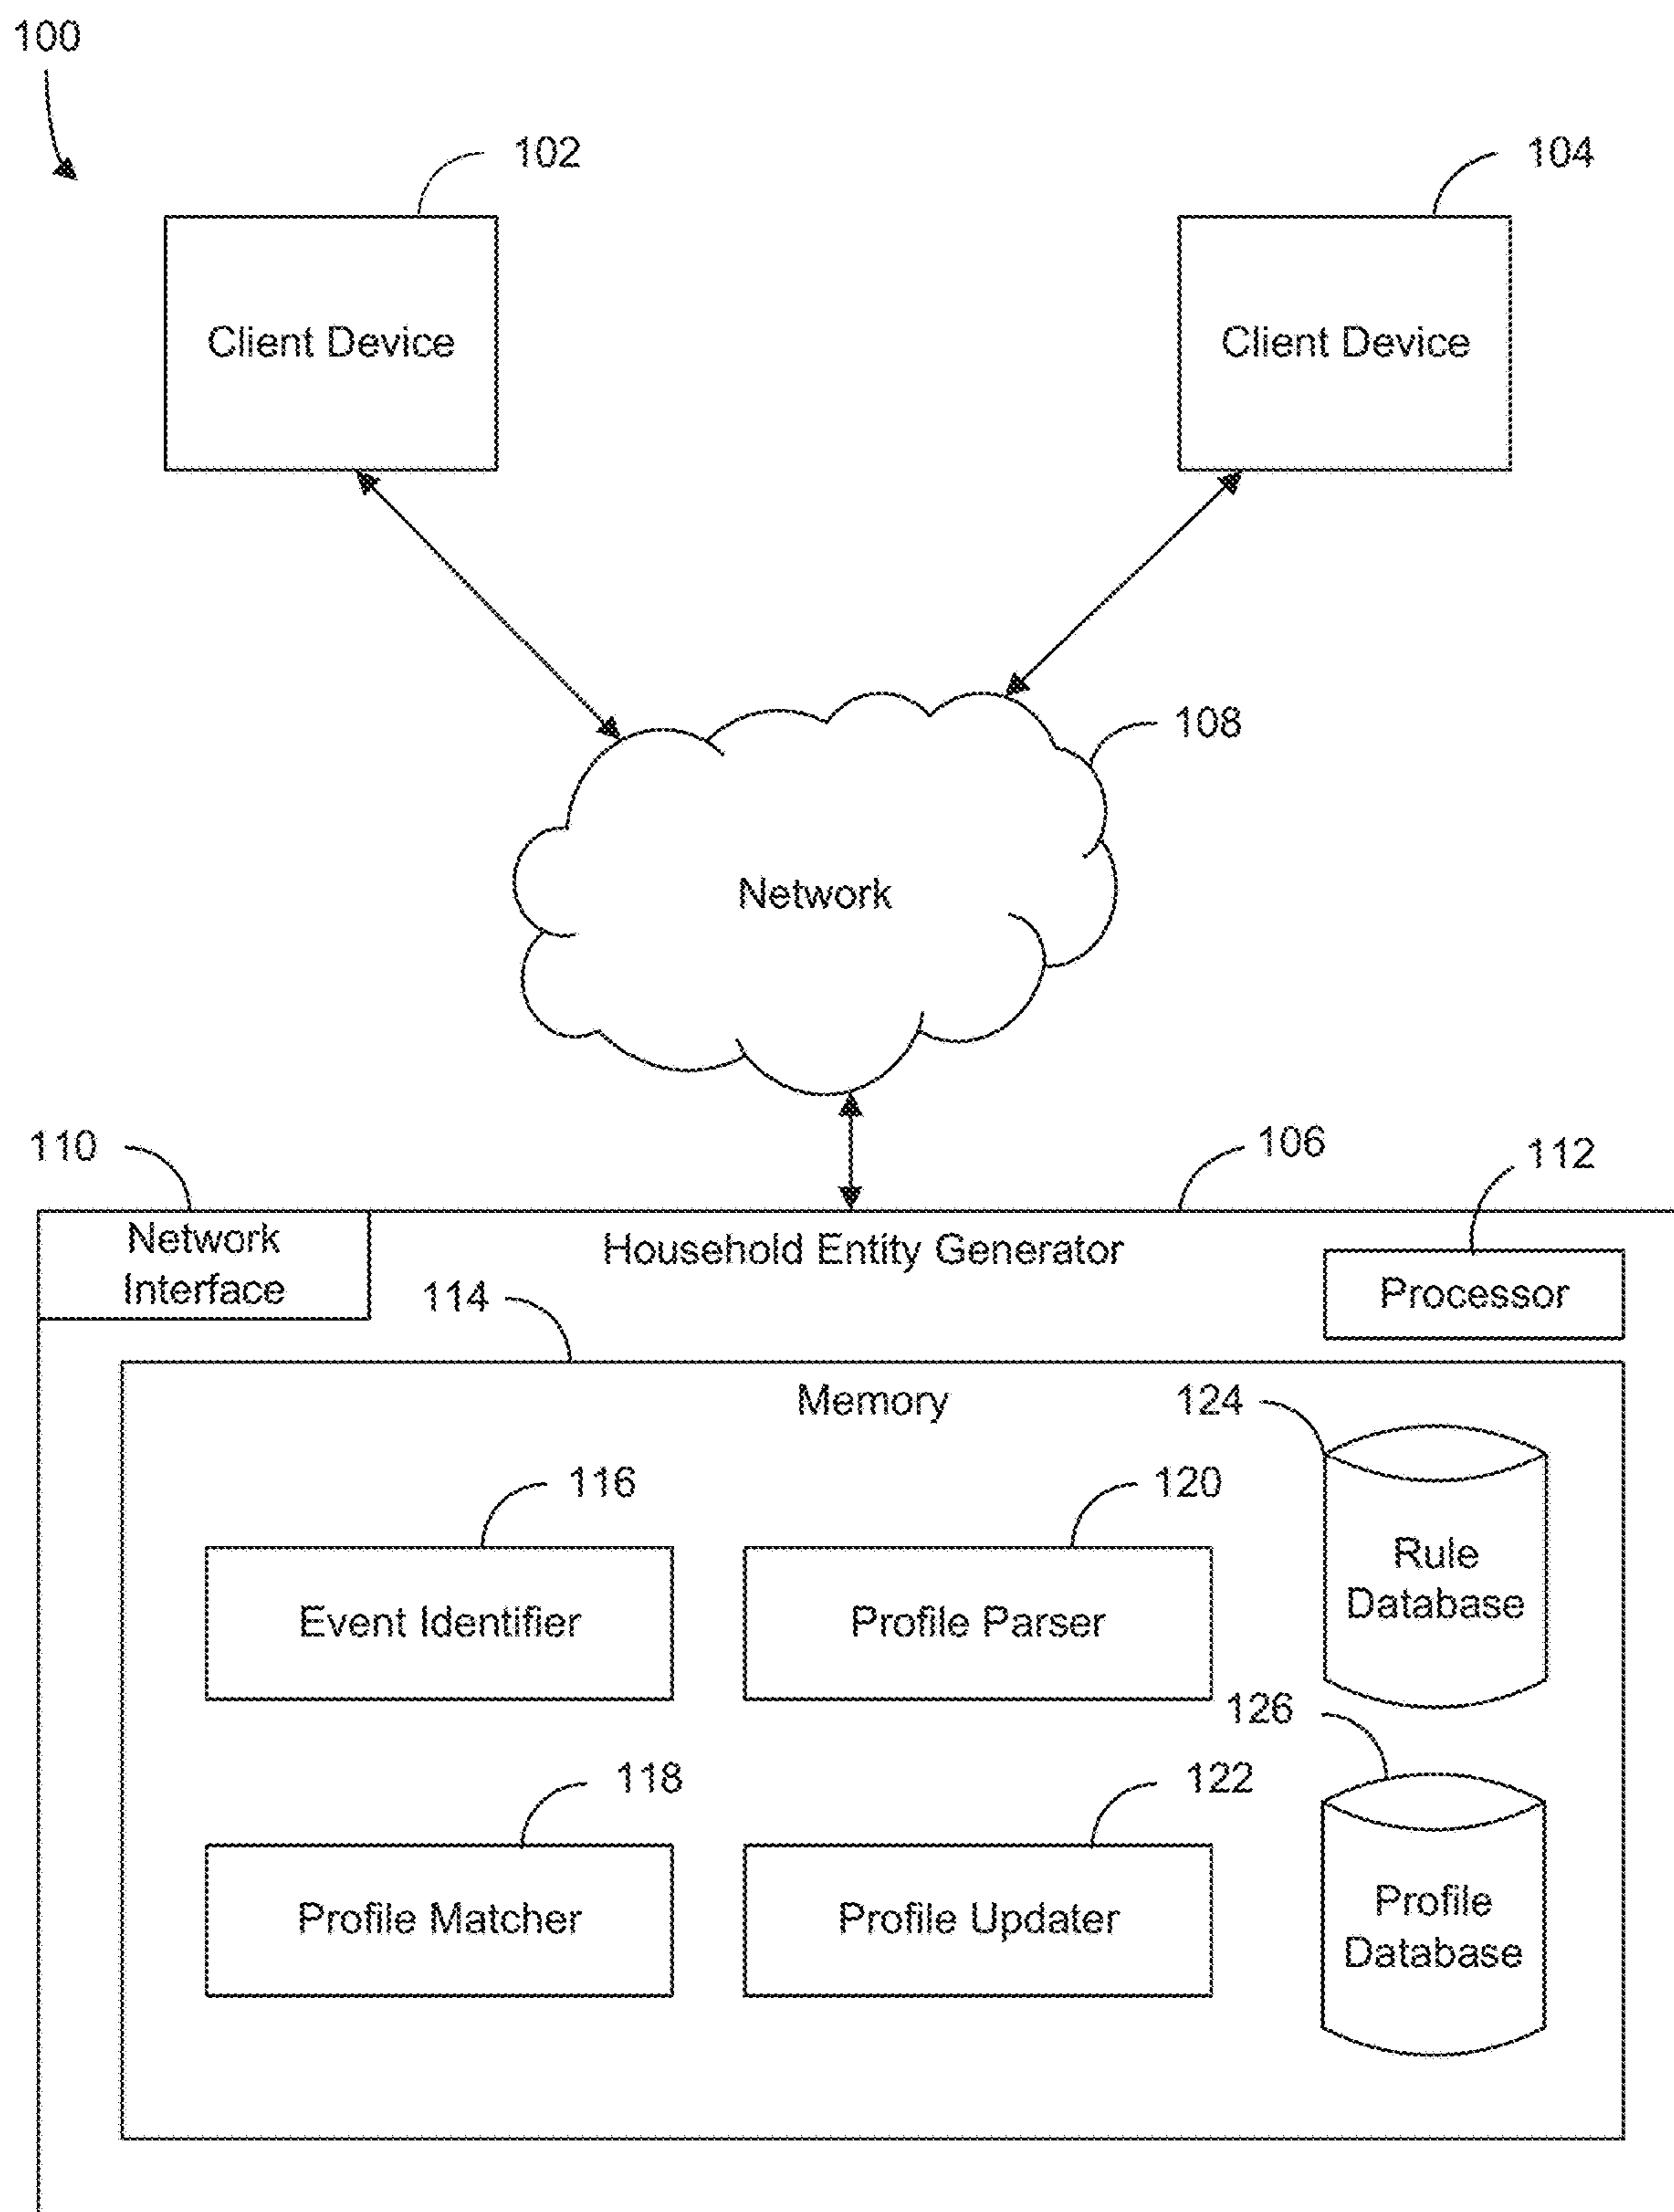 100
102
104
Client Device
Client Device
108
Network
110
106
112
Network
Interface
Household Entity Generator
Processor
114
Memory
124
116
120
Rule
Database
Event Identifier
Profile Parser
126
118
122
Profile
Database
Profile Matcher
Profile Updater